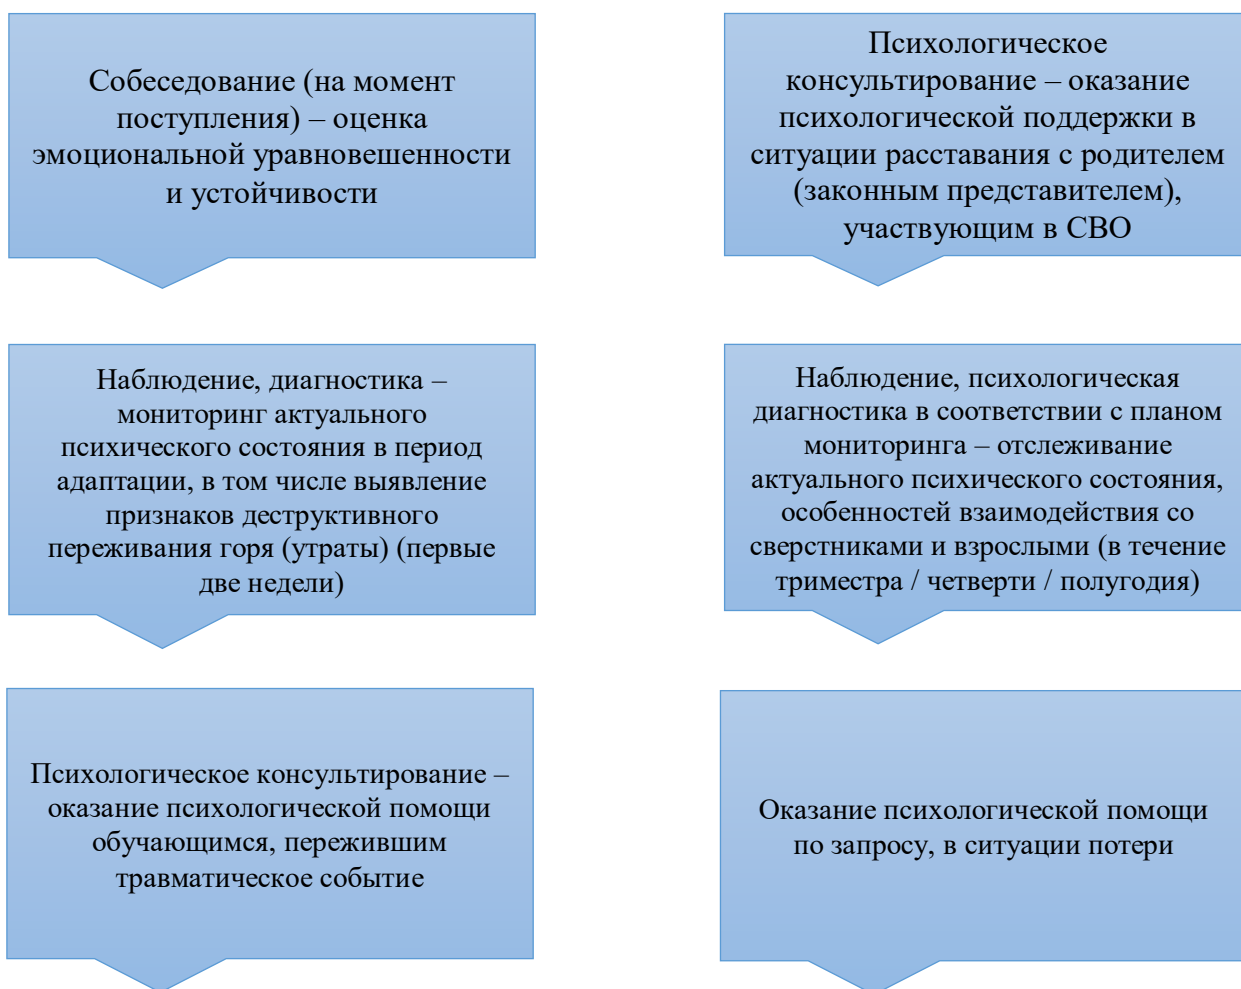 Собеседование (на момент
поступления) – оценка
эмоциональной уравновешенности
и устойчивости
Психологическое
консультирование – оказание
психологической поддержки в
ситуации расставания с родителем
(законным представителем),
участвующим в СВО
Наблюдение, диагностика –
мониторинг актуального
психического состояния в период
адаптации, в том числе выявление
признаков деструктивного
переживания горя (утраты) (первые
две недели)
Наблюдение, психологическая
диагностика в соответствии с планом
мониторинга – отслеживание
актуального психического состояния,
особенностей взаимодействия со
сверстниками и взрослыми (в течение
триместра / четверти / полугодия)
Психологическое консультирование –
оказание психологической помощи
обучающимся, пережившим
травматическое событие
Оказание психологической помощи
по запросу, в ситуации потери